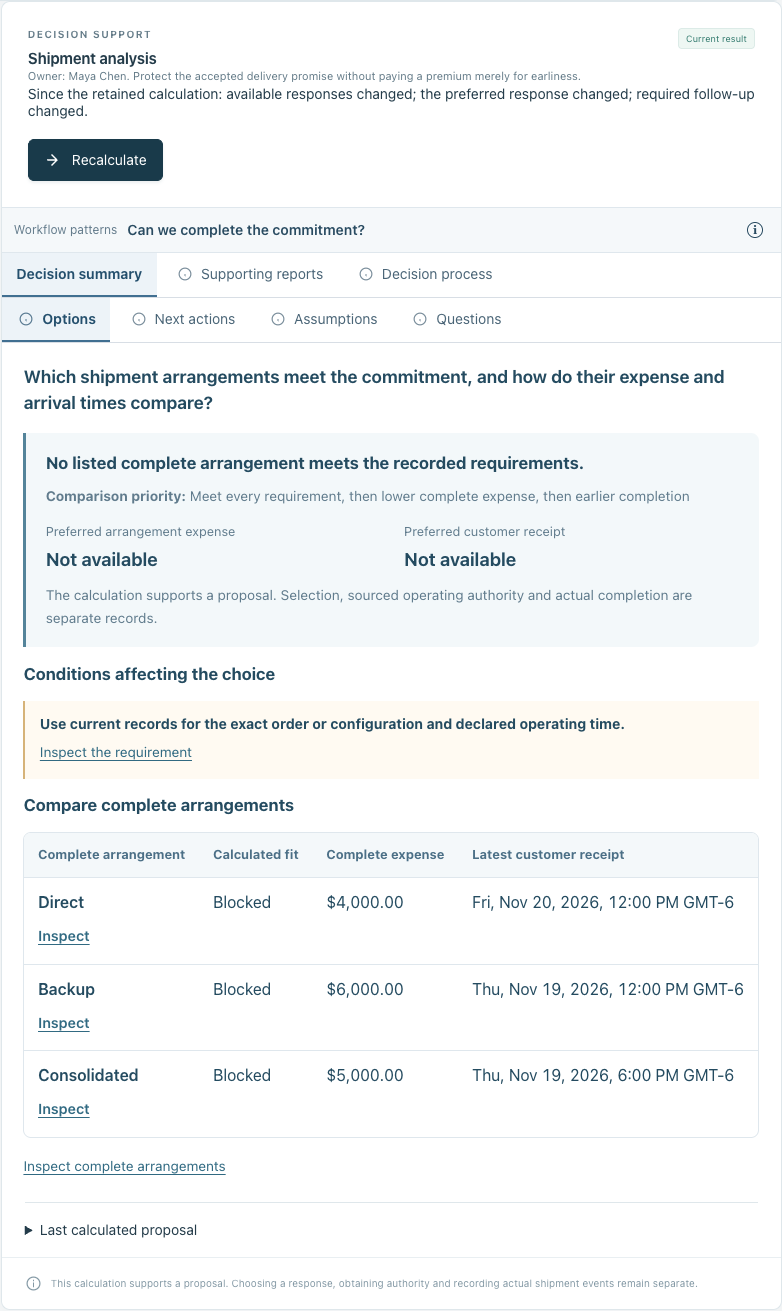 DECISION SUPPORT
Current result
Shipment analysis
Owner: Maya Chen. Protect the accepted delivery promise without paying a premium merely for earliness.
Since the retained calculation: available responses changed; the preferred response changed; required follow-up
changed.
Recalculate
Workflow patterns Can we complete the commitment?
Decision summary Supporting reports Decision process
Options Next actions Assumptions Questions
Which shipment arrangements meet the commitment, and how do their expense and
arrival times compare?
No listed complete arrangement meets the recorded requirements.
Comparison priority: Meet every requirement, then lower complete expense, then earlier completion
Preferred arrangement expense Preferred customer receipt
Not available Not available
The calculation supports a proposal. Selection, sourced operating authority and actual completion are
separate records.
Conditions affecting the choice
Use current records for the exact order or configuration and declared operating time.
Inspect the requirement
Compare complete arrangements
Complete arrangement Calculated fit Complete expense Latest customer receipt
Direct Blocked $4,000.00 Fri, Nov 20, 2026, 12:00 PM GMT-6
Inspect
Backup Blocked $6,000.00 Thu, Nov 19, 2026, 12:00 PM GMT-6
Inspect
Consolidated Blocked $5,000.00 Thu, Nov 19, 2026, 6:00 PM GMT-6
Inspect
Inspect complete arrangements
Last calculated proposal
This calculation supports a proposal. Choosing a response, obtaining authority and recording actual shipment events remain separate.